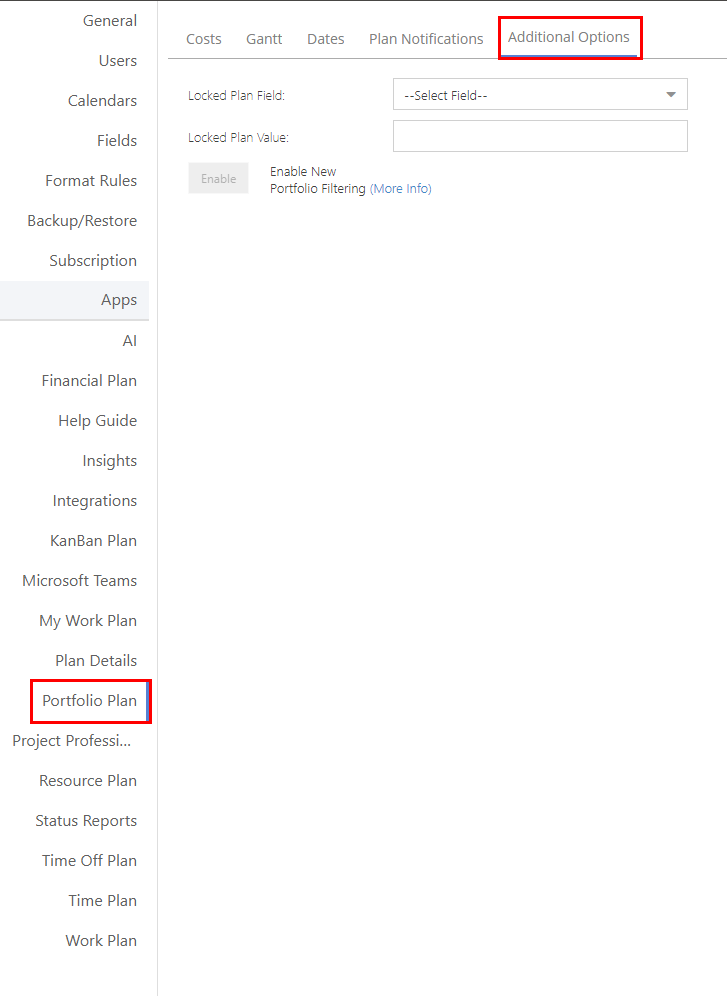 General
Users
Calendars
Fields
Format Rules
Backup/Restore
Subscription
Apps
AI
Financial Plan
Help Guide
Insights
Integrations
KanBan Plan
Microsoft Teams
My Work Plan
Plan Details
Portfolio Plan
Project Professi...
Resource Plan
Status Reports
Time Off Plan
Time Plan
Work Plan
Costs Gantt Dates Plan Notifications Additional Options
Locked Plan Field: --Select Field--
Locked Plan Value:
Enable
Enable New
Portfolio Filtering (More Info)